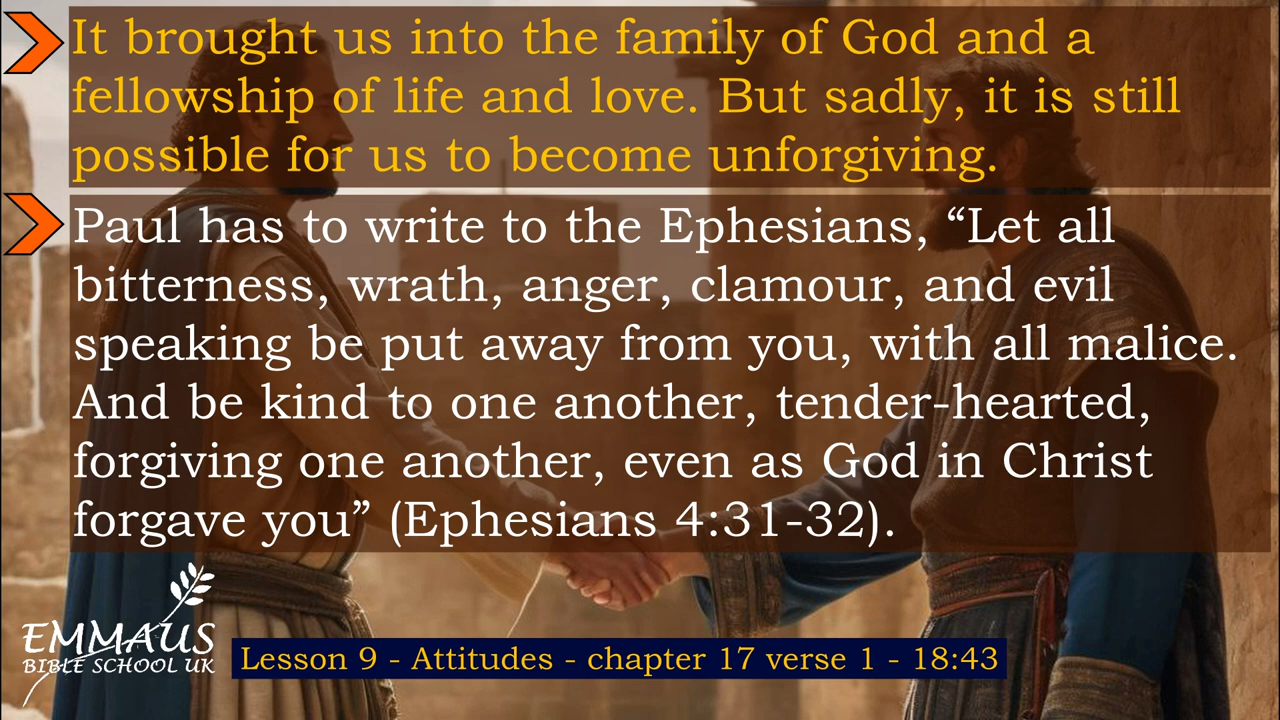 It brought us into the family of God and a
fellowship of life and love. But sadly, it is still
possible for us to become unforgiving.
Paul has to write to the Ephesians, “Let all
bitterness, wrath, anger, clamour, and evil
speaking be put away from you, with all malice.
And be kind to one another, tender-hearted,
forgiving one another, even as God in Christ
forgave you” (Ephesians 4:31-32).
EMMAUS
BIBLE SCHOOL UK
Lesson 9 - Attitudes - chapter 17 verse 1 - 18:43